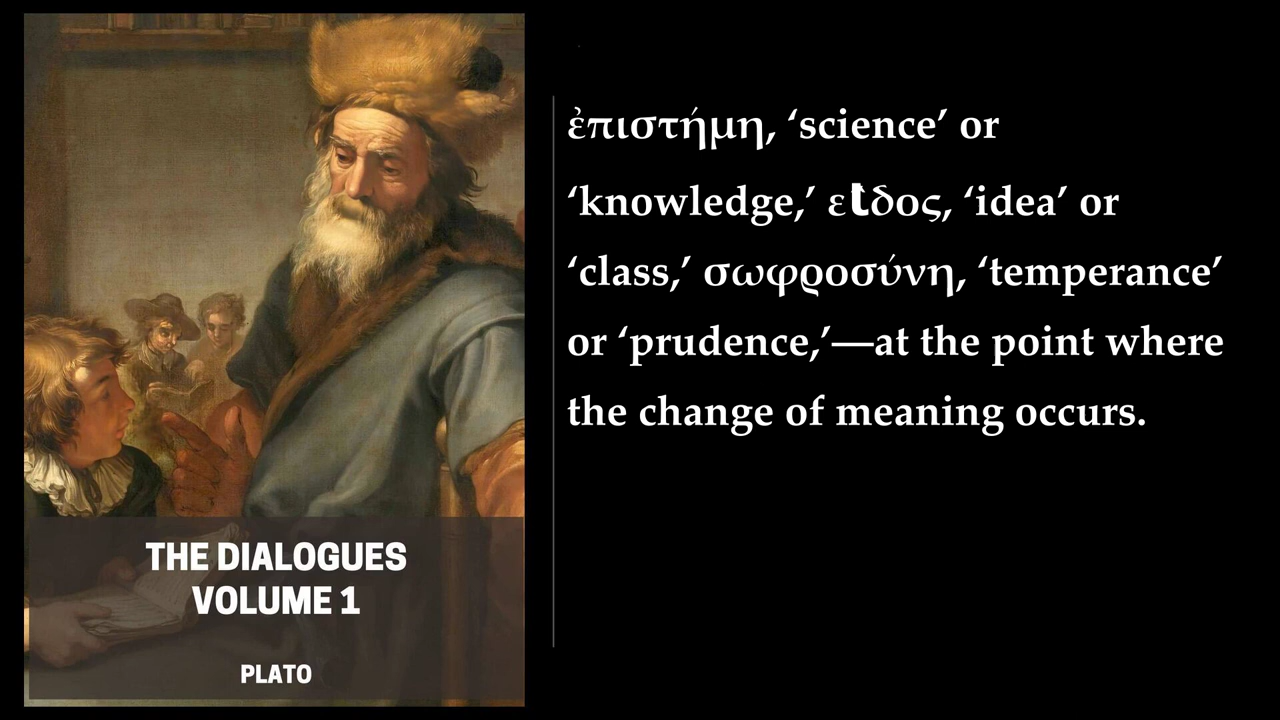 ἐπιστήμη, ‘science’ or
‘knowledge,’ εἶδος, ‘idea’ or
‘class,’ σωφροσύνη, ‘temperance’
or ‘prudence,’—at the point where
the change of meaning occurs.
THE DIALOGUES
VOLUME 1
PLATO